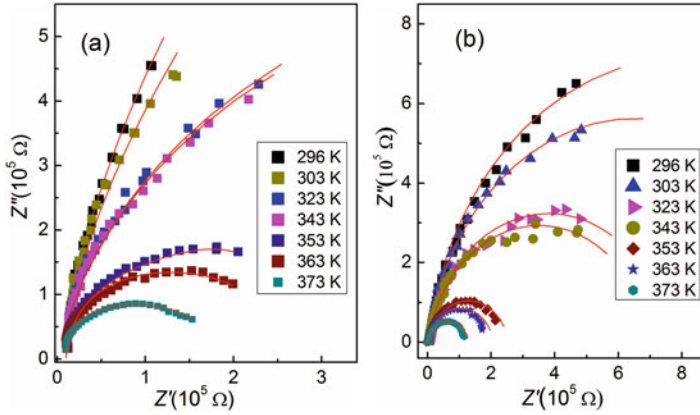 (a)
5
4
3
2
1
0
Z″(10⁵ Ω)
296 K
303 K
323 K
343 K
353 K
363 K
373 K
0 1 2 3
Z′(10⁵ Ω)
(b)
8
6
4
2
0
Z″(10⁵ Ω)
296 K
303 K
323 K
343 K
353 K
363 K
373 K
0 2 4 6 8
Z′(10⁵ Ω)